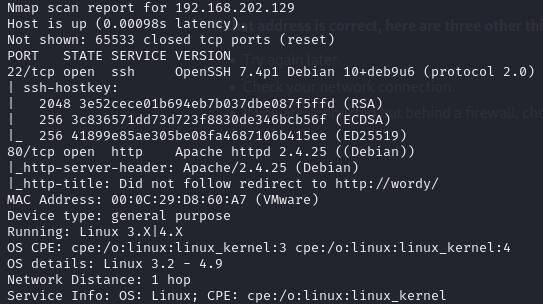 Nmap scan report for 192.168.202.129
Host is up (0.00098s latency).
Not shown: 65533 closed tcp ports (reset)
PORT   STATE SERVICE VERSION
22/tcp open  ssh     OpenSSH 7.4p1 Debian 10+deb9u6 (protocol 2.0)
| ssh-hostkey:
|   2048 3e52cece01b694eb7b037dbe087f5ffd (RSA)
|   256 3c836571dd73d723f8830de346bcb56f (ECDSA)
|_  256 41899e85ae305be08fa4687106b415ee (ED25519)
80/tcp open  http    Apache httpd 2.4.25 ((Debian))
|_http-server-header: Apache/2.4.25 (Debian)
|_http-title: Did not follow redirect to http://wordy/
MAC Address: 00:0C:29:D8:60:A7 (VMware)
Device type: general purpose
Running: Linux 3.X|4.X
OS CPE: cpe:/o:linux:linux_kernel:3 cpe:/o:linux:linux_kernel:4
OS details: Linux 3.2 - 4.9
Network Distance: 1 hop
Service Info: OS: Linux; CPE: cpe:/o:linux:linux_kernel
address is correct, here are three other thi
Try again later.
Check your network connection.
but behind a firewall, che